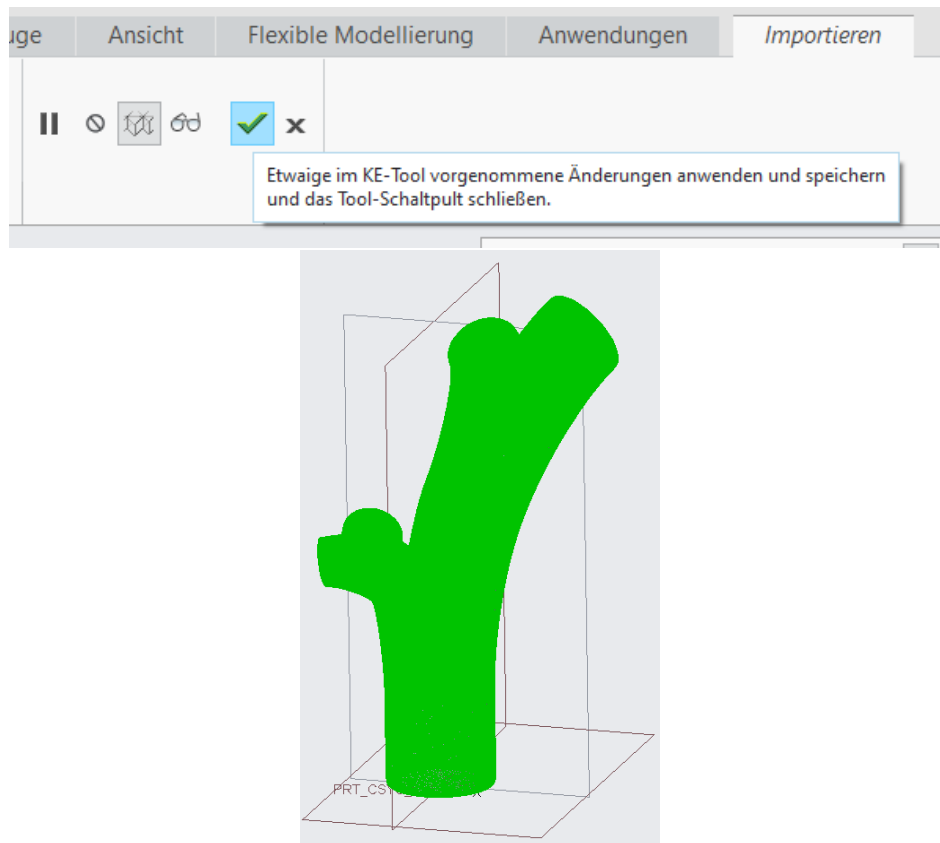 uge Ansicht Flexible Modellierung Anwendungen Importieren
Etwaige im KE-Tool vorgenommene Änderungen anwenden und speichern
und das Tool-Schaltpult schließen.
PRT_CS